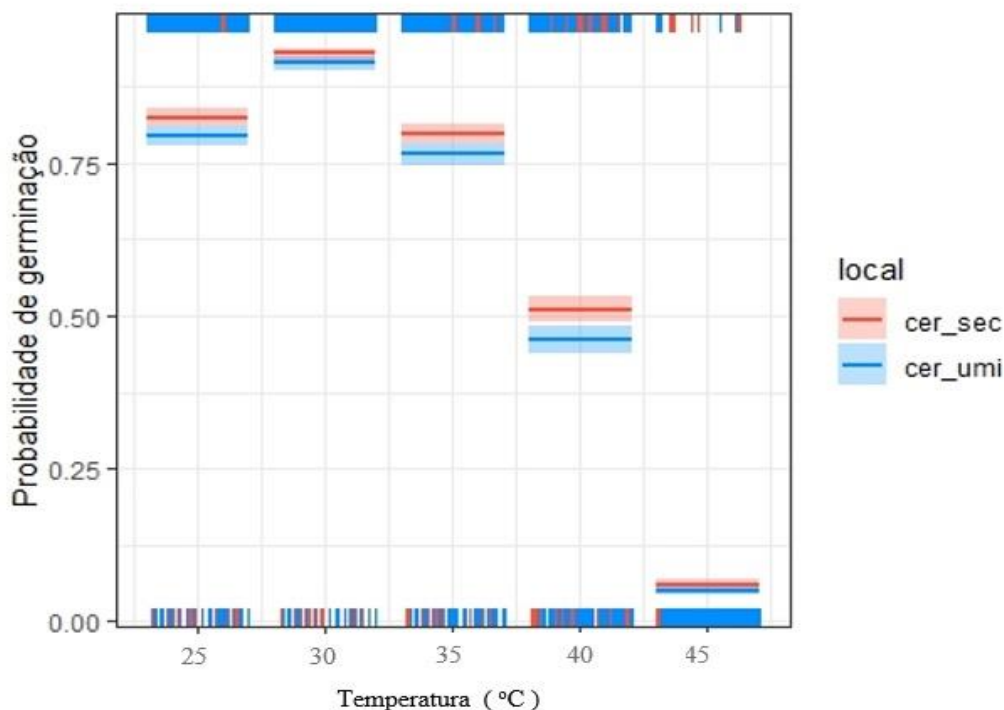 Probabilidade de germinação
0.75
0.50
0.25
0.00
25 30 35 40 45
Temperatura ( °C )
local
cer_sec
cer_umi